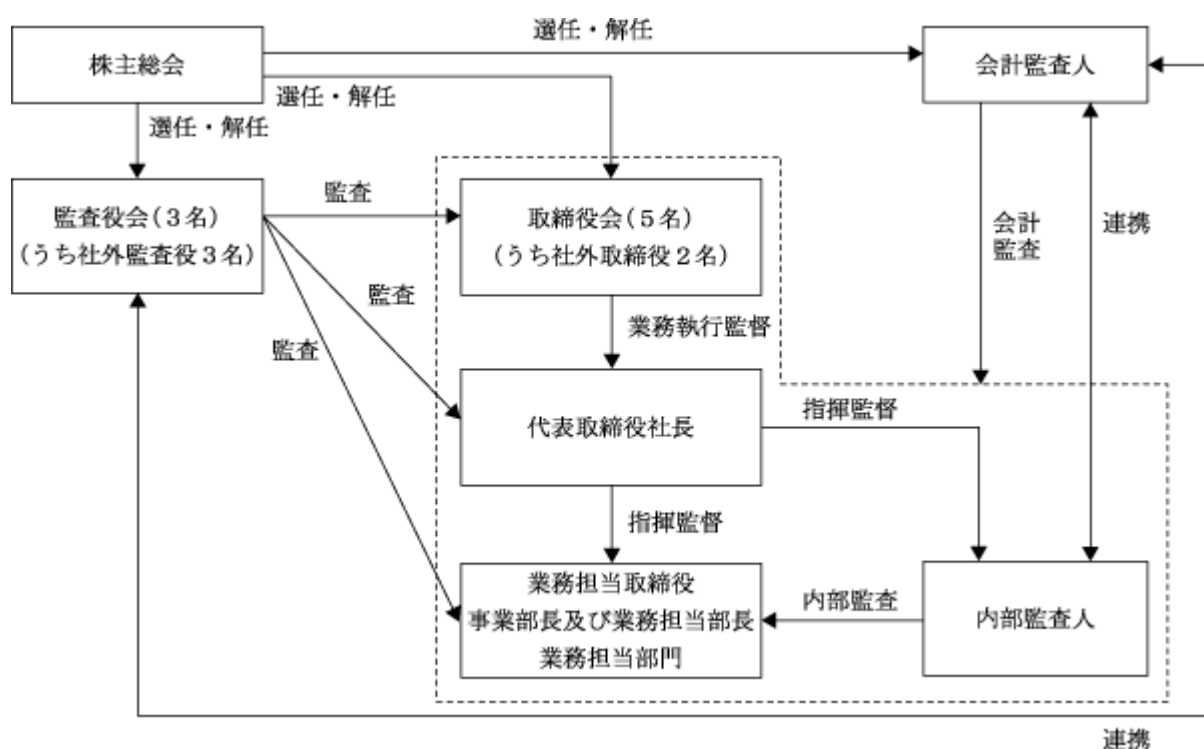 選任・解任
株主総会
会計監査人
選任・解任
選任・解任
監査役会(3名)
(うち社外監査役3名)
監査
取締役会(5名)
(うち社外取締役2名)
会計
監査
連携
監査
業務執行監督
監査
代表取締役社長
指揮監督
指揮監督
業務担当取締役
事業部長及び業務担当部長
業務担当部門
内部監査
内部監査人
連携